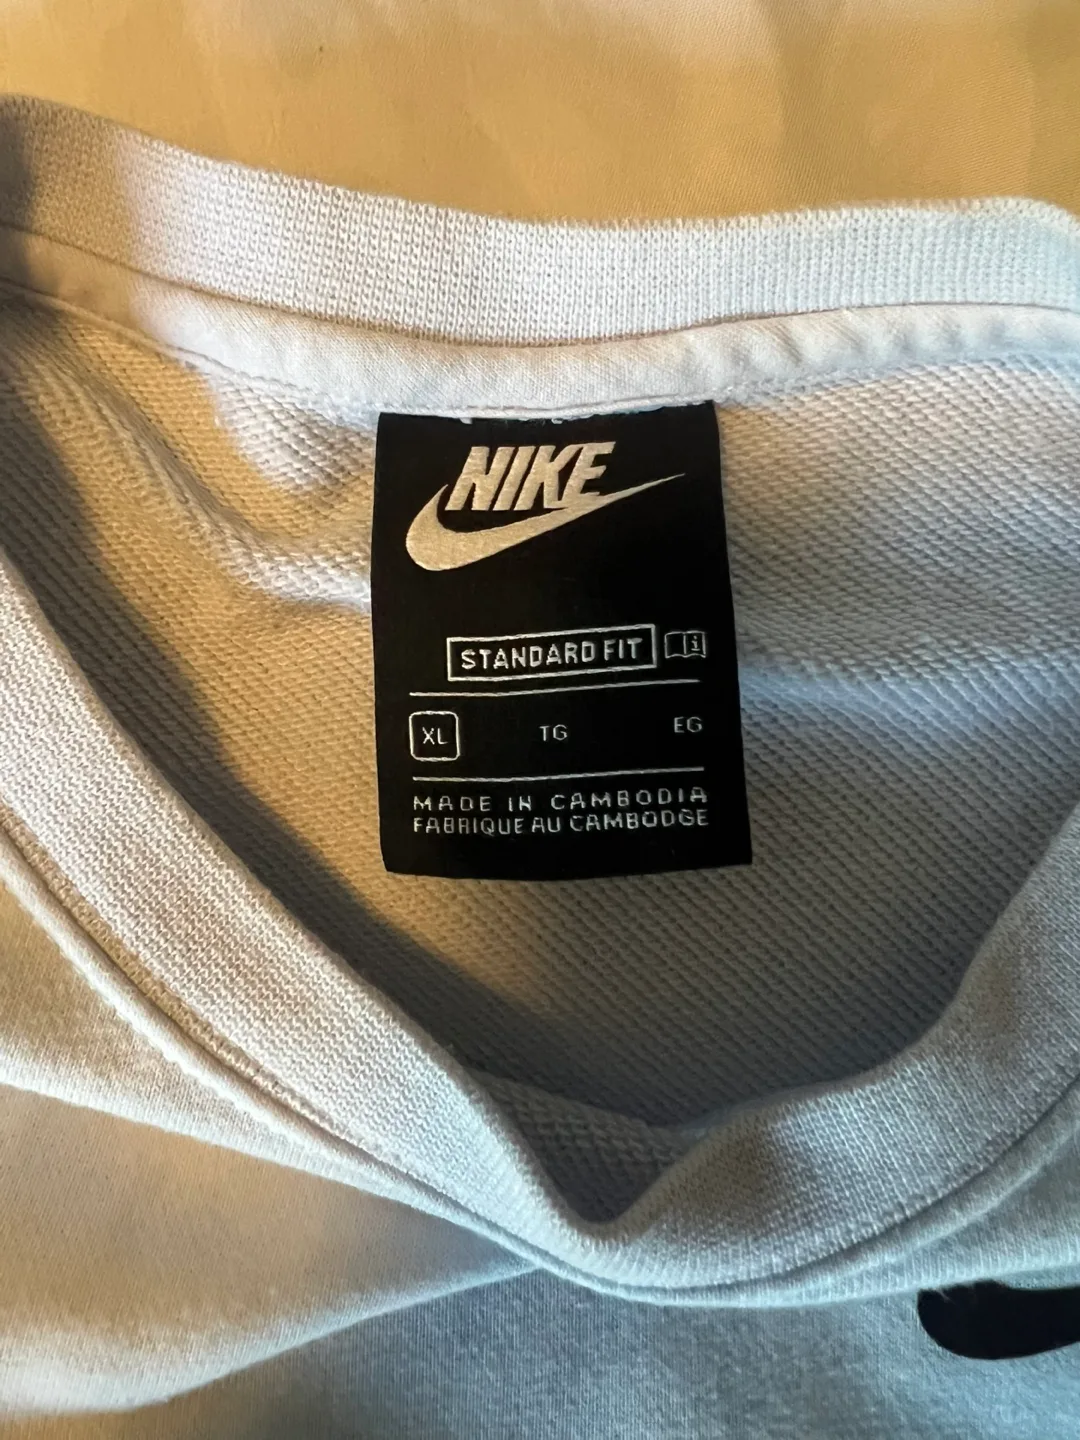 NIKE
STANDARD FIT
XL TG EG
MADE IN CAMBODIA
FABRIQUE AU CAMBODGE